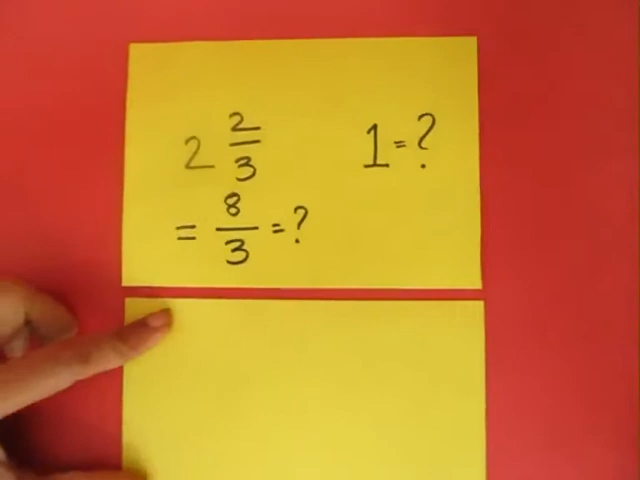 2 2/3
= 8/3 = ?
1 = ?